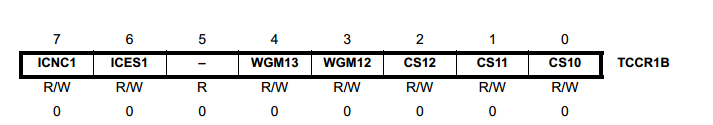 7 6 5 4 3 2 1 0
ICNC1 ICES1 – WGM13 WGM12 CS12 CS11 CS10 TCCR1B
R/W R/W R R/W R/W R/W R/W R/W
0 0 0 0 0 0 0 0